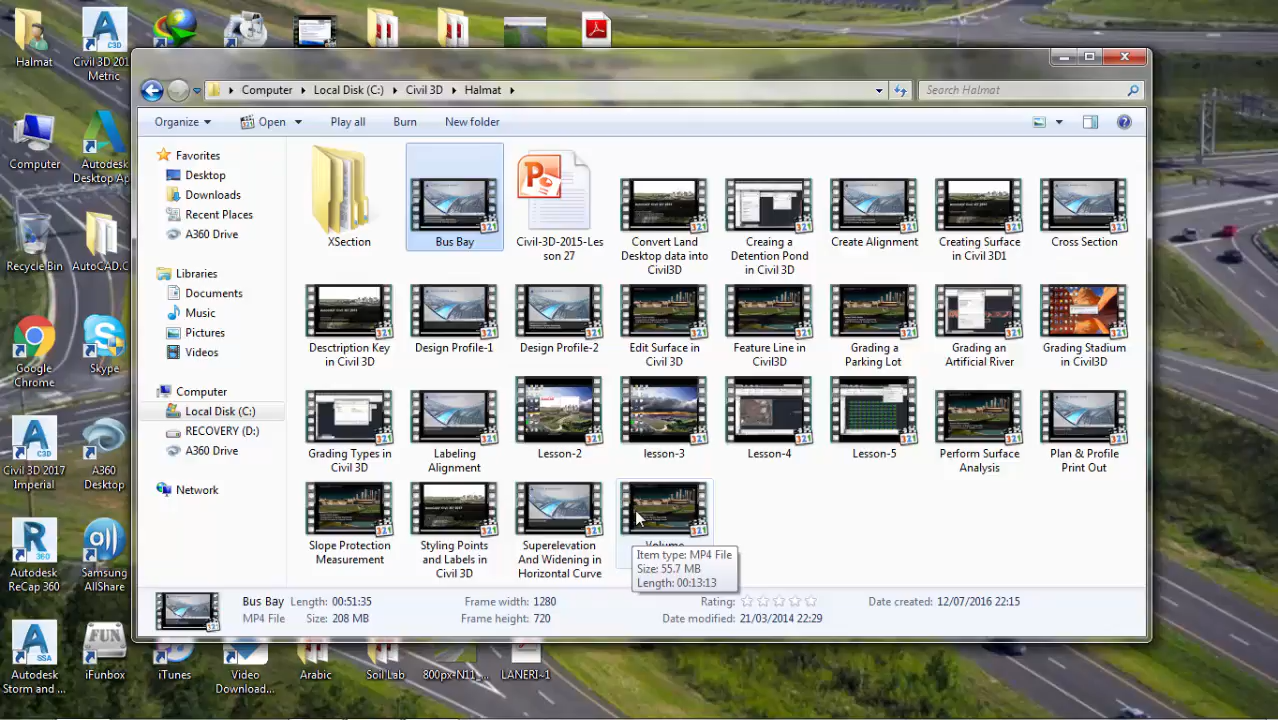 Halmat
Civil 3D 201
Metric
Computer
Local Disk (C:)
Civil 3D
Halmat
Search Halmat
Organize
Open
Play all
Burn
New folder
Favorites
Desktop
Downloads
Recent Places
A360 Drive
Libraries
Documents
Music
Pictures
Videos
Computer
Local Disk (C:)
RECOVERY (D:)
A360 Drive
Network
XSection
Bus Bay
Civil-3D-2015-Les
son 27
Convert Land
Desktop data into
Civil3D
Creaing a
Detention Pond
in Civil 3D
Create Alignment
Creating Surface
in Civil 3D1
Cross Section
Desctription Key
in Civil 3D
Design Profile-1
Design Profile-2
Edit Surface in
Civil 3D
Feature Line in
Civil3D
Grading a
Parking Lot
Grading an
Artificial River
Grading Stadium
in Civil3D
Grading Types in
Civil 3D
Labeling
Alignment
Lesson-2
lesson-3
Lesson-4
Lesson-5
Perform Surface
Analysis
Plan & Profile
Print Out
Slope Protection
Measurement
Styling Points
and Labels in
Civil 3D
Superelevation
And Widening in
Horizontal Curve
Volume
Item type: MP4 File
Size: 55.7 MB
Length: 00:13:13
Bus Bay Length: 00:51:35 Frame width: 1280 Rating: Date created: 12/07/2016 22:15
MP4 File Size: 208 MB Frame height: 720 Date modified: 21/03/2014 22:29
Computer
Autodesk
Desktop Ap
Recycle Bin
AutoCAD.C
Google
Chrome
Skype
Civil 3D 2017
Imperial
A360
Desktop
Autodesk
ReCap 360
Samsung
AllShare
Autodesk
Storm and ...
iFunbox
iTunes
Video
Download...
Arabic
Soil Lab
800px-N11_...
LANERI~1